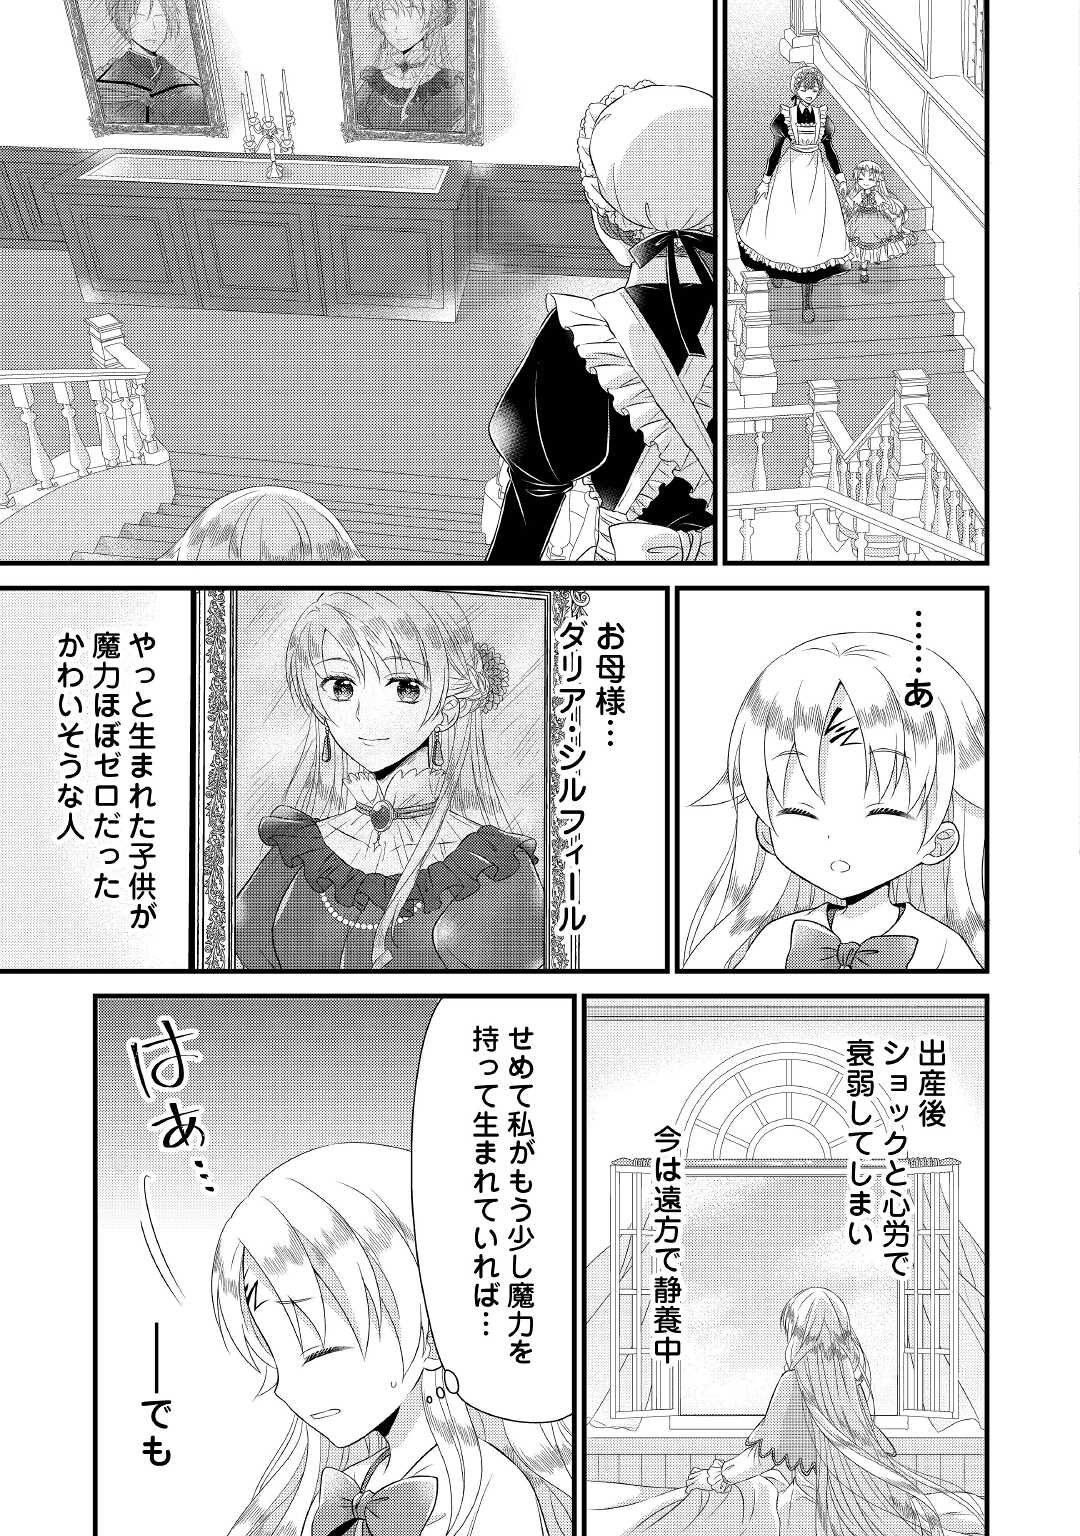 ………あ
お母様…
ダリア・シルフィール
やっと生まれた子供が
魔力ほぼゼロだった
かわいそうな人
出産後
ショックと心労で
衰弱してしまい
今は遠方で静養中
せめて私がもう少し魔力を
持って生まれていれば…
はぁ…
――でも